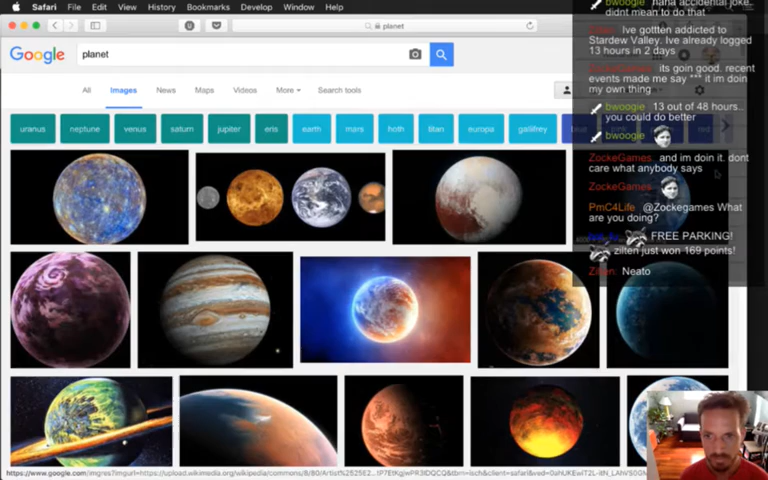 Safari File Edit View History Bookmarks Develop Window Help
planet
Google planet
All Images News Maps Videos More Search tools
uranus neptune venus saturn jupiter eris earth mars hoth titan europa gallifrey
bwoogie haha accidental joke..
didnt mean to do that
Ive gottten addicted to
Stardew Valley. Ive already logged
13 hours in 2 days
ZockeGames its goin good. recent
events made me say *** it im doin
my own thing
bwoogie 13 out of 48 hours...
you could do better
bwoogie
ZockeGames and im doin it. dont
care what anybody says
ZockeGames
PmC4Life @Zockegames What
are you doing?
FREE PARKING!
ziiten just won 169 points!
Ziiten: Neato